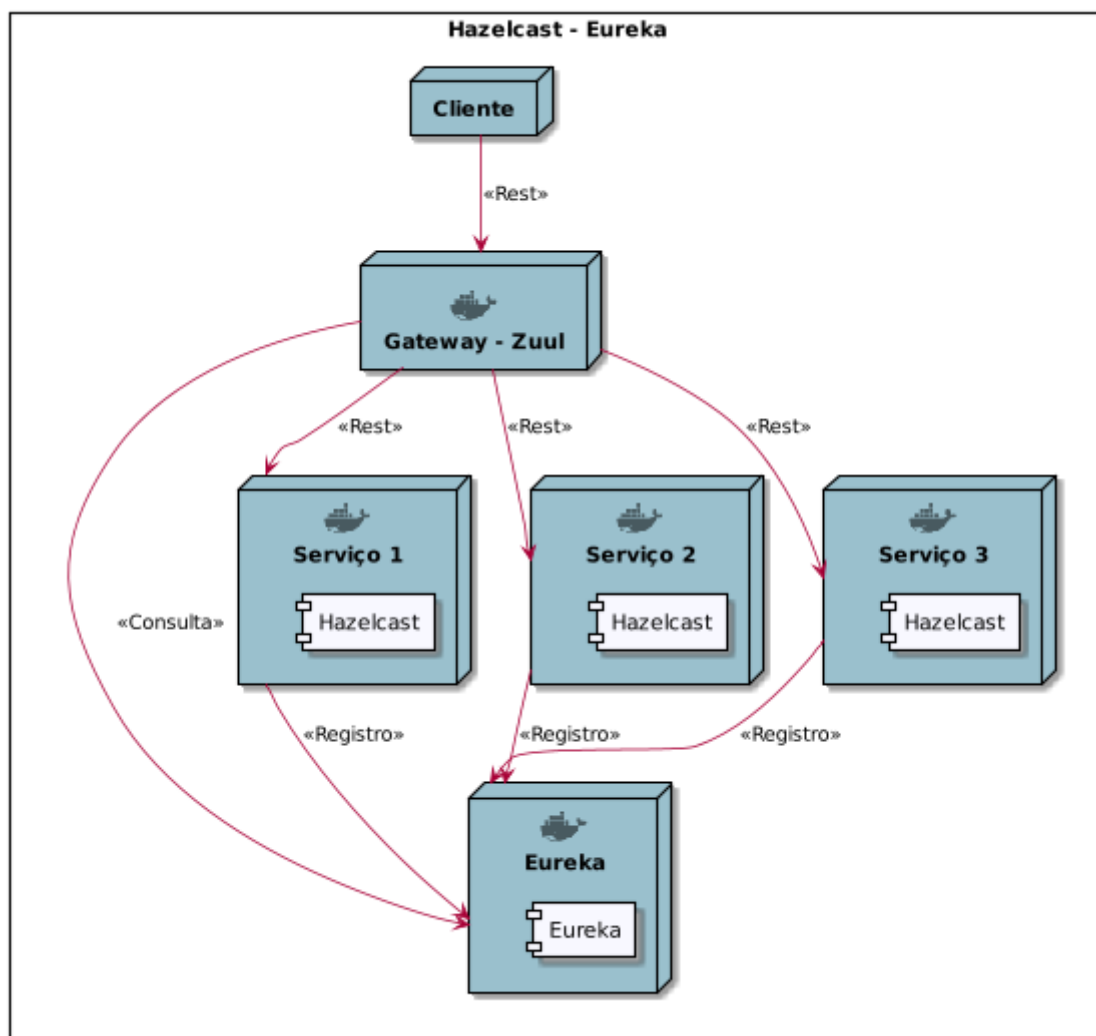 Hazelcast - Eureka
Cliente
«Rest»
Gateway - Zuul
«Rest»
«Rest»
«Rest»
Serviço 1
Serviço 2
Serviço 3
Hazelcast
Hazelcast
Hazelcast
«Consulta»
«Registro»
«Registro»
«Registro»
Eureka
Eureka